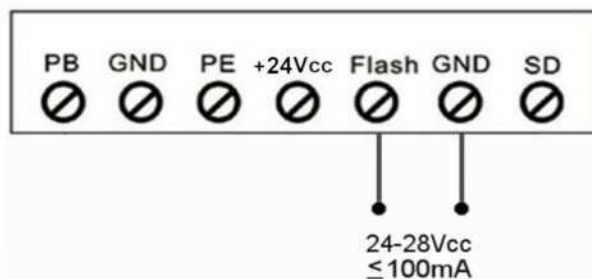 PB GND PE +24Vcc Flash GND SD
24-28Vcc
≤100mA